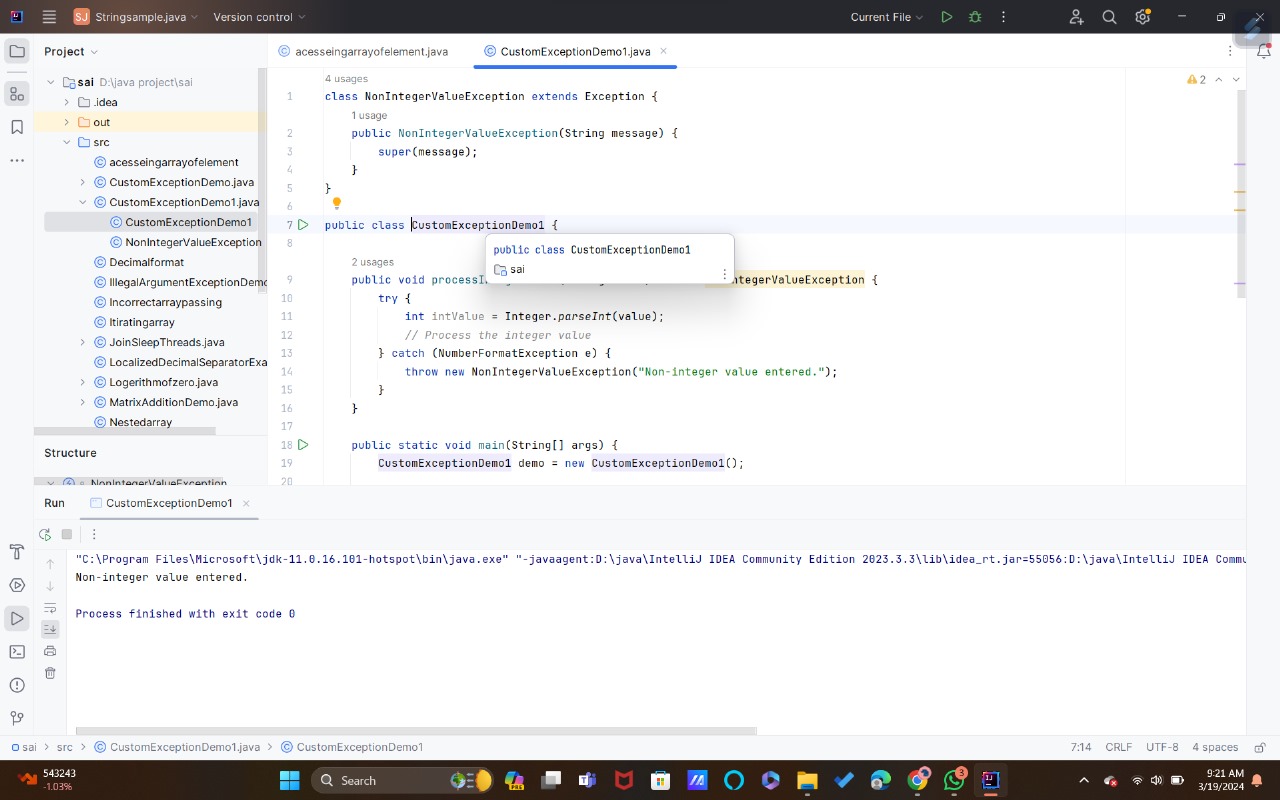 SJ Stringsample.java Version control Current File
Project
acesseingarrayofelement.java CustomExceptionDemo1.java
sai D:\java project\sai
.idea
out
src
acesseingarrayofelement
CustomExceptionDemo.java
CustomExceptionDemo1.java
CustomExceptionDemo1
NonIntegerValueException
Decimalformat
IllegalArgumentExceptionDemo
Incorrectarraypassing
Itiratingarray
JoinSleepThreads.java
LocalizedDecimalSeparatorExa
Logerithmofzero.java
MatrixAdditionDemo.java
Nestedarray
Structure
NonIntegerValueException
4 usages
2
1 class NonIntegerValueException extends Exception {
1 usage
2 public NonIntegerValueException(String message) {
3 super(message);
4 }
5 }
6
7 public class CustomExceptionDemo1 {
8
public class CustomExceptionDemo1
sai
2 usages
9 public void IntegerValueException {
10 try {
11 int intValue = Integer.parseInt(value);
12 // Process the integer value
13 } catch (NumberFormatException e) {
14 throw new NonIntegerValueException("Non-integer value entered.");
15 }
16 }
17
18 public static void main(String[] args) {
19 CustomExceptionDemo1 demo = new CustomExceptionDemo1();
20
Run CustomExceptionDemo1
"C:\Program Files\Microsoft\jdk-11.0.16.101-hotspot\bin\java.exe" "-javaagent:D:\java\IntelliJ IDEA Community Edition 2023.3.3\lib\idea_rt.jar=55056:D:\java\IntelliJ IDEA Commu
Non-integer value entered.
Process finished with exit code 0
sai > src > CustomExceptionDemo1.java > CustomExceptionDemo1 7:14 CRLF UTF-8 4 spaces
543243
-1.03%
Search
PRE
3
9:21 AM
3/19/2024